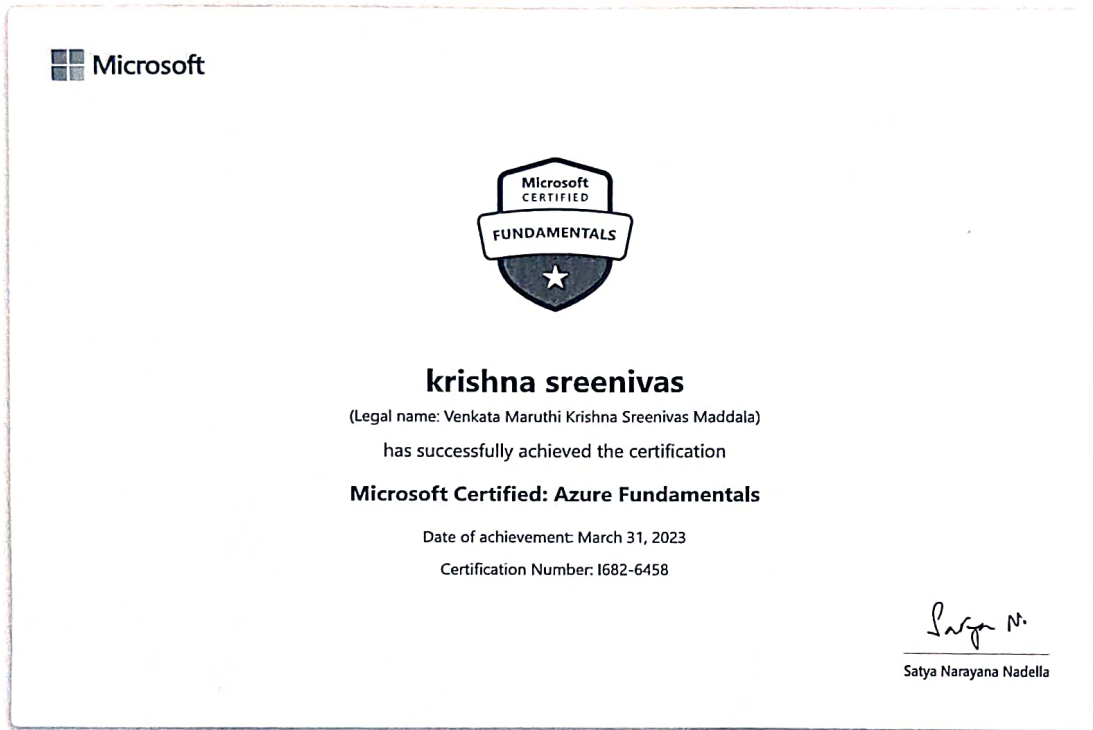 Microsoft
Microsoft
CERTIFIED
FUNDAMENTALS
krishna sreenivas
(Legal name: Venkata Maruthi Krishna Sreenivas Maddala)
has successfully achieved the certification
Microsoft Certified: Azure Fundamentals
Date of achievement: March 31, 2023
Certification Number: I682-6458
Satya N.
Satya Narayana Nadella